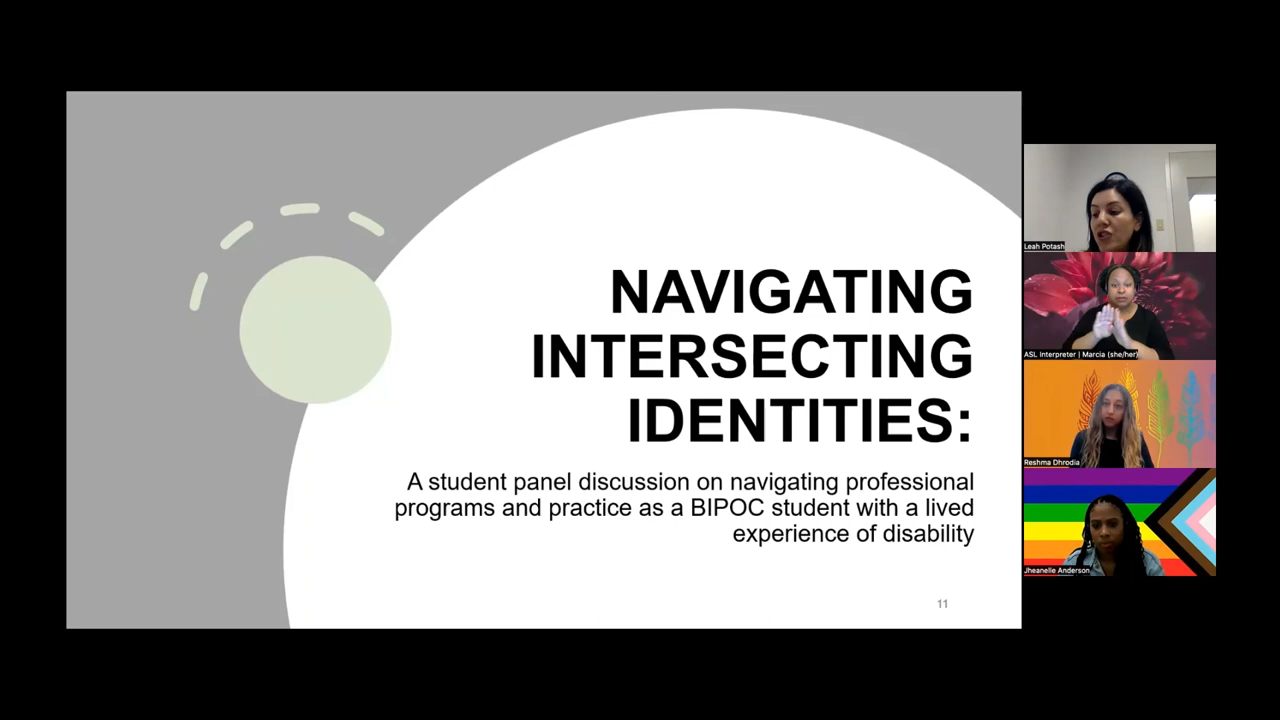 NAVIGATING
INTERSECTING
IDENTITIES:
A student panel discussion on navigating professional
programs and practice as a BIPOC student with a lived
experience of disability
11
Leah Potash
ASL Interpreter | Marcia (she/her)
Reshma Dhrodia
Jheanelle Anderson